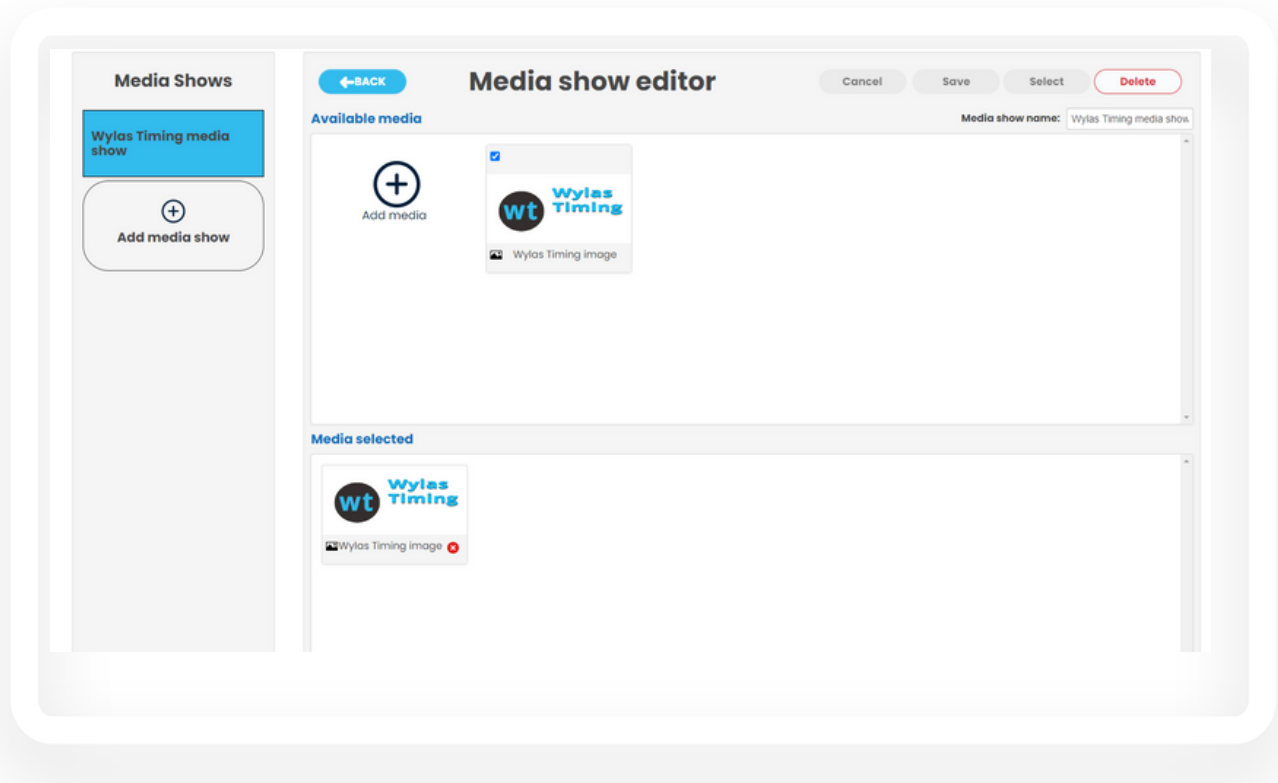 Media Shows
Wylas Timing media
show
Add media show
BACK
Media show editor
Cancel
Save
Select
Delete
Available media
Media show name:
Wylas Timing media show
Add media
wt
Wylas
Timing
Wylas Timing image
Media selected
wt
Wylas
Timing
Wylas Timing image